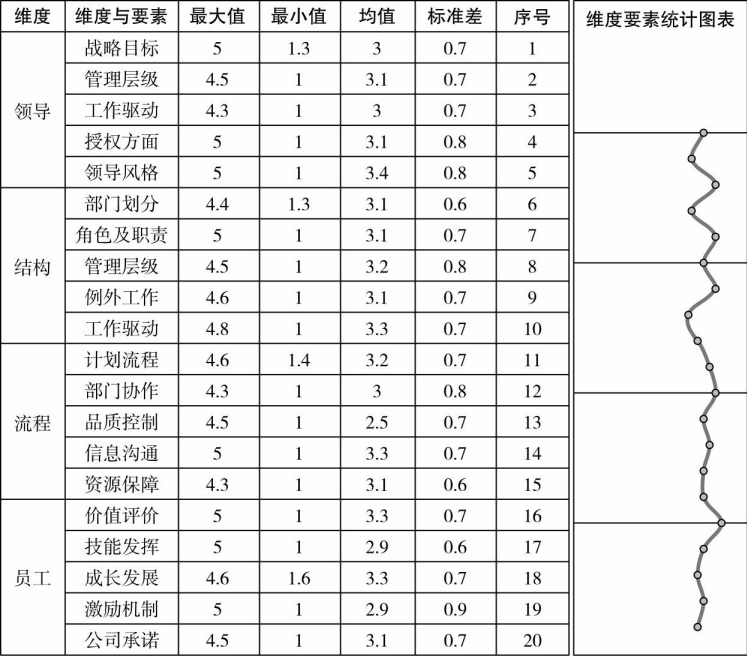 维度 维度与要素 最大值 最小值 均值 标准差 序号 维度要素统计图表
领导
战略目标 5 1.3 3 0.7 1
管理层级 4.5 1 3.1 0.7 2
工作驱动 4.3 1 3 0.7 3
授权方面 5 1 3.1 0.8 4
领导风格 5 1 3.4 0.8 5
结构
部门划分 4.4 1.3 3.1 0.6 6
角色及职责 5 1 3.1 0.7 7
管理层级 4.5 1 3.2 0.8 8
例外工作 4.6 1 3.1 0.7 9
工作驱动 4.8 1 3.3 0.7 10
流程
计划流程 4.6 1.4 3.2 0.7 11
部门协作 4.3 1 3 0.8 12
品质控制 4.5 1 2.5 0.7 13
信息沟通 5 1 3.3 0.7 14
资源保障 4.3 1 3.1 0.6 15
员工
价值评价 5 1 3.3 0.7 16
技能发挥 5 1 2.9 0.6 17
成长发展 4.6 1.6 3.3 0.7 18
激励机制 5 1 2.9 0.9 19
公司承诺 4.5 1 3.1 0.7 20